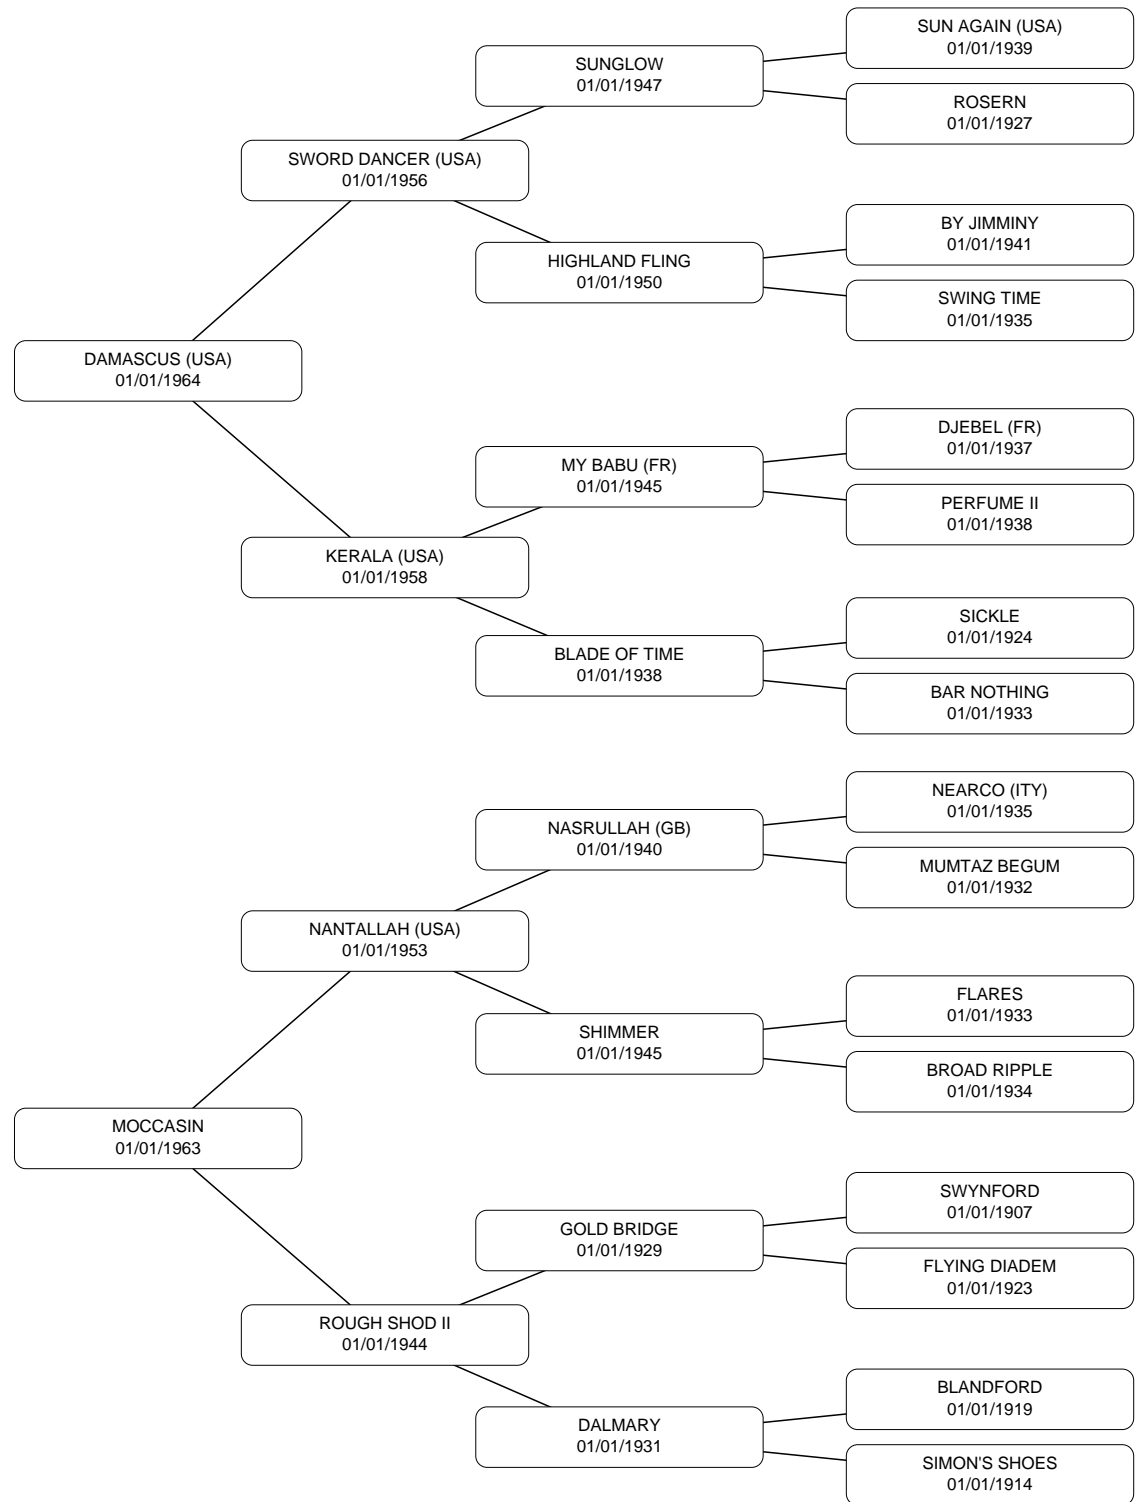 SUN AGAIN (USA)
01/01/1939
SUNGLOW
01/01/1947
ROSERN
01/01/1927
SWORD DANCER (USA)
01/01/1956
BY JIMMINY
01/01/1941
HIGHLAND FLING
01/01/1950
SWING TIME
01/01/1935
DAMASCUS (USA)
01/01/1964
DJEBEL (FR)
01/01/1937
MY BABU (FR)
01/01/1945
PERFUME II
01/01/1938
KERALA (USA)
01/01/1958
SICKLE
01/01/1924
BLADE OF TIME
01/01/1938
BAR NOTHING
01/01/1933
NEARCO (ITY)
01/01/1935
NASRULLAH (GB)
01/01/1940
MUMTAZ BEGUM
01/01/1932
NANTALLAH (USA)
01/01/1953
FLARES
01/01/1933
SHIMMER
01/01/1945
BROAD RIPPLE
01/01/1934
MOCCASIN
01/01/1963
SWYNFORD
01/01/1907
GOLD BRIDGE
01/01/1929
FLYING DIADEM
01/01/1923
ROUGH SHOD II
01/01/1944
BLANDFORD
01/01/1919
DALMARY
01/01/1931
SIMON'S SHOES
01/01/1914